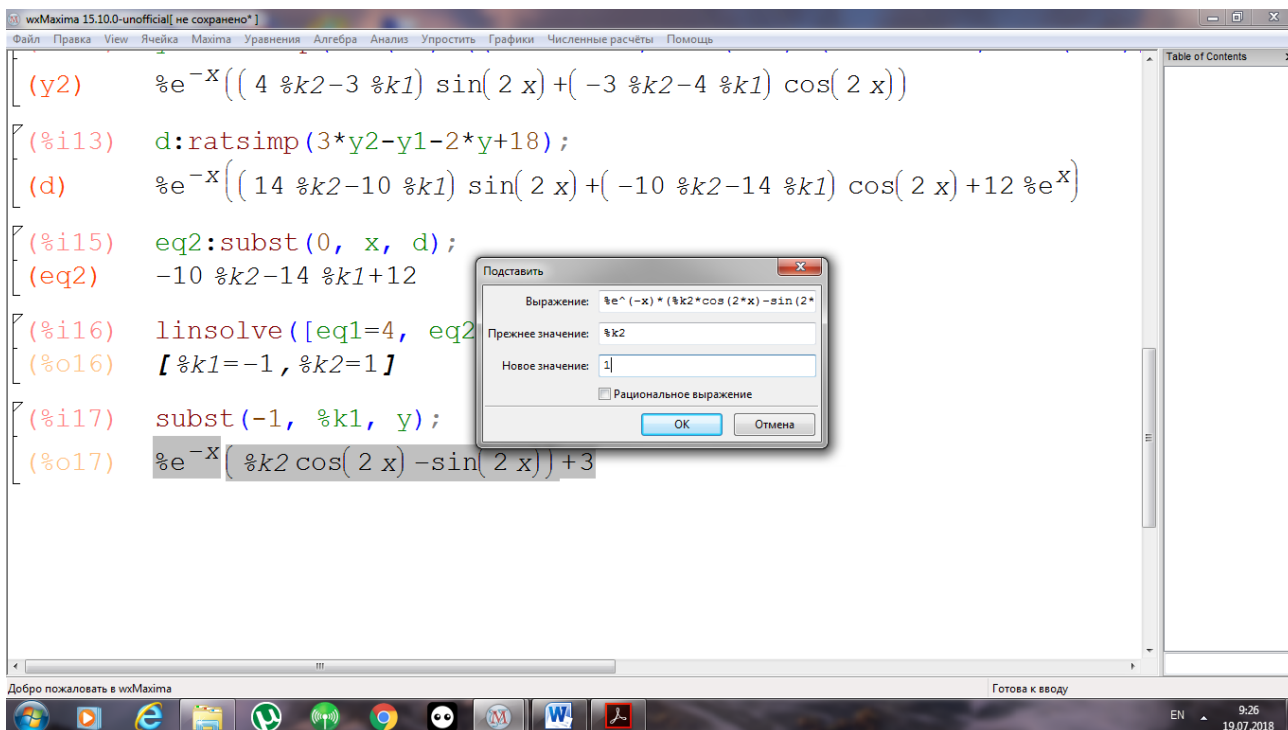 wxMaxima 15.10.0-unofficial[ не сохранено* ]
Файл Правка View Ячейка Maxima Уравнения Алгебра Анализ Упростить Графики Численные расчёты Помощь
Table of Contents
(y2) %e^-x((4 %k2-3 %k1) sin(2 x)+(-3 %k2-4 %k1) cos(2 x))
(%i13) d:ratsimp(3*y2-y1-2*y+18);
(d) %e^-x((14 %k2-10 %k1) sin(2 x)+(-10 %k2-14 %k1) cos(2 x)+12 %e^x)
(%i15) eq2:subst(0, x, d);
(eq2) -10 %k2-14 %k1+12
(%i16) linsolve([eq1=4, eq2
(%o16) [%k1=-1,%k2=1]
(%i17) subst(-1, %k1, y);
(%o17) %e^-x(%k2 cos(2 x)-sin(2 x))+3
Подставить
Выражение: %e^(-x)*(%k2*cos(2*x)-sin(2*
Прежнее значение: %k2
Новое значение: 1
Рациональное выражение
OK Отмена
Добро пожаловать в wxMaxima
Готова к вводу
EN
9:26
19.07.2018